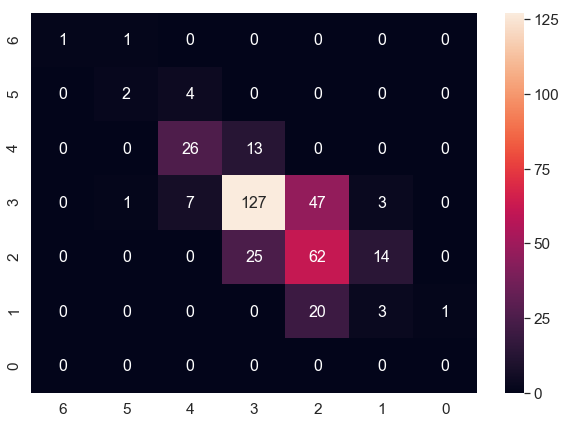 6 1 1 0 0 0 0 0
5 0 2 4 0 0 0 0
4 0 0 26 13 0 0 0
3 0 1 7 127 47 3 0
2 0 0 0 25 62 14 0
1 0 0 0 0 20 3 1
0 0 0 0 0 0 0 0
6 5 4 3 2 1 0
125
100
75
50
25
0